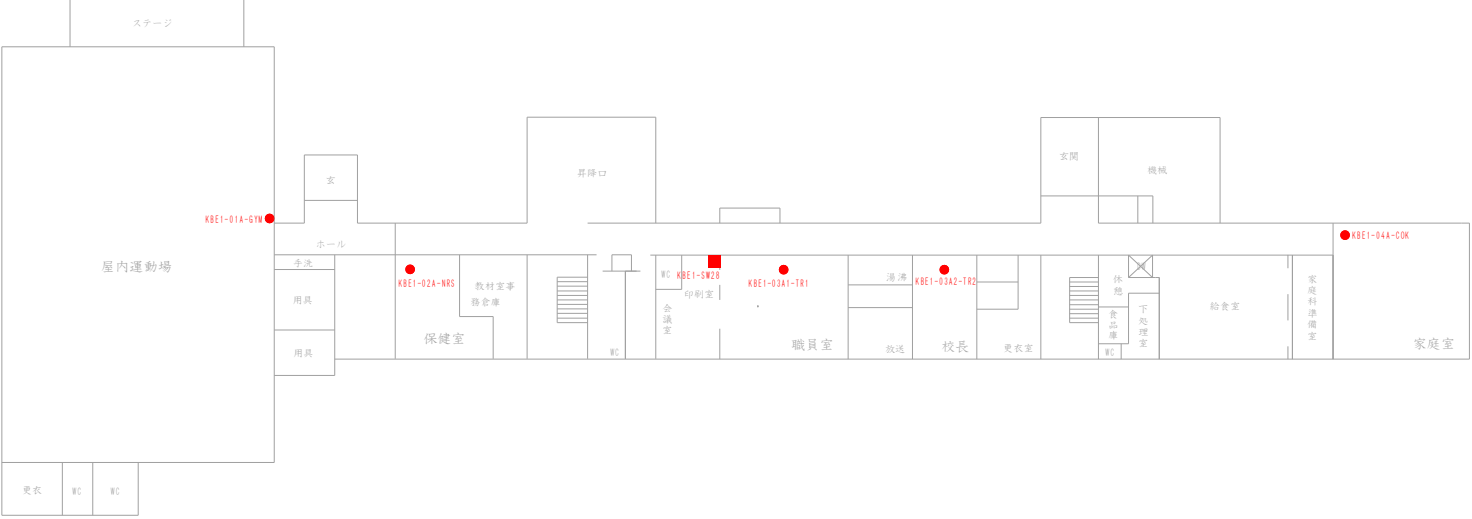 ステージ
玄
昇降口
玄関
機械
KBE1-01A-GYM
ホール
KBE1-04A-COK
屋内運動場
手洗
用具
用具
KBE1-02A-NRS
教材室事
務倉庫
保健室
WC
WC
KBE1-SW28
印刷室
会議室
KBE1-03A1-TR1
職員室
湯沸
放送
KBE1-03A2-TR2
校長
更衣室
休憩
食品庫
WC
下処理室
給食室
家庭科準備室
家庭室
更衣
WC
WC